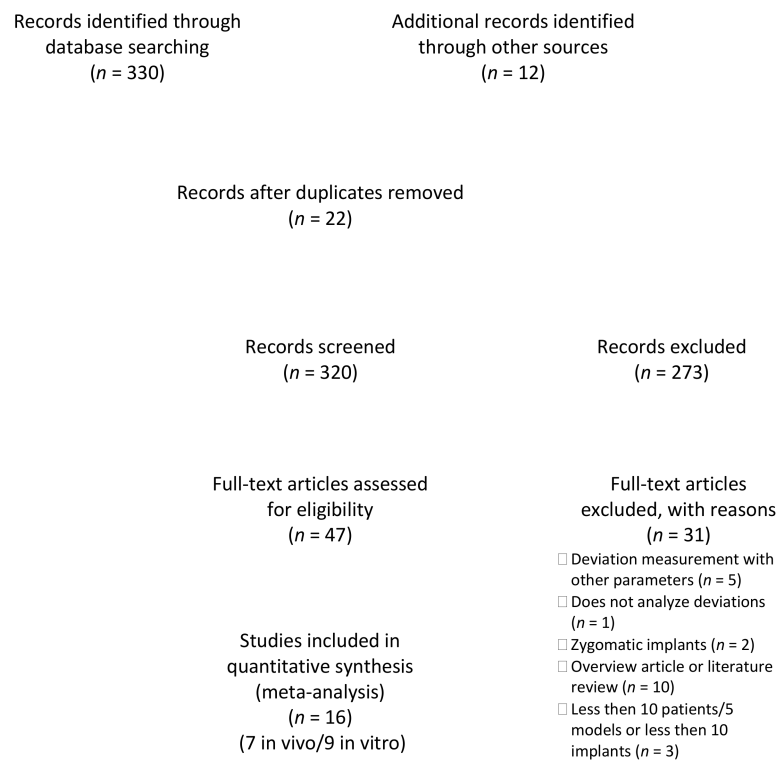 Records identified through
database searching
(n = 330)
Additional records identified
through other sources
(n = 12)
Records after duplicates removed
(n = 22)
Records screened
(n = 320)
Records excluded
(n = 273)
Full-text articles assessed
for eligibility
(n = 47)
Full-text articles
excluded, with reasons
(n = 31)
Deviation measurement with
other parameters (n = 5)
Does not analyze deviations
(n = 1)
Zygomatic implants (n = 2)
Overview article or literature
review (n = 10)
Less then 10 patients/5
models or less then 10
implants (n = 3)
Studies included in
quantitative synthesis
(meta-analysis)
(n = 16)
(7 in vivo/9 in vitro)